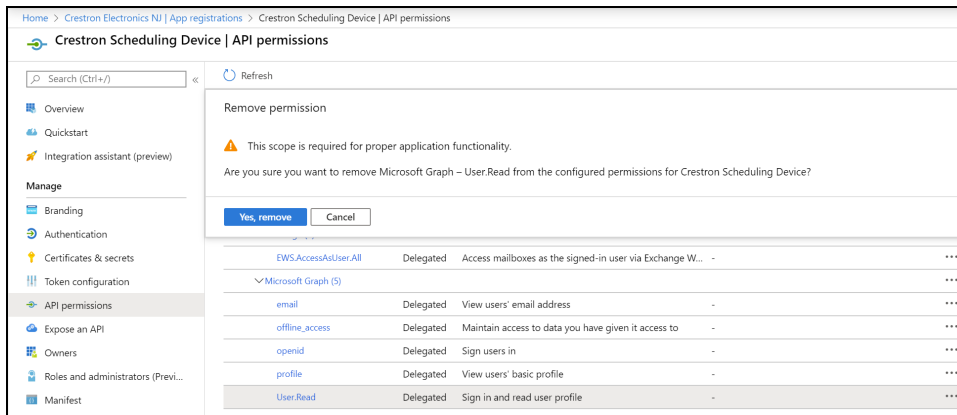 Home > Crestron Electronics NJ | App registrations > Crestron Scheduling Device | API permissions
Crestron Scheduling Device | API permissions
Search (Ctrl+/)
«
Refresh
Overview
Quickstart
Integration assistant (preview)
Manage
Branding
Authentication
Certificates & secrets
Token configuration
API permissions
Expose an API
Owners
Roles and administrators (Previ...
Manifest
Remove permission
This scope is required for proper application functionality.
Are you sure you want to remove Microsoft Graph – User.Read from the configured permissions for Crestron Scheduling Device?
Yes, remove Cancel
EWS.AccessAsUser.All Delegated Access mailboxes as the signed-in user via Exchange W... - ...
Microsoft Graph (5) ...
email Delegated View users' email address - ...
offline_access Delegated Maintain access to data you have given it access to - ...
openid Delegated Sign users in - ...
profile Delegated View users' basic profile - ...
User.Read Delegated Sign in and read user profile - ...